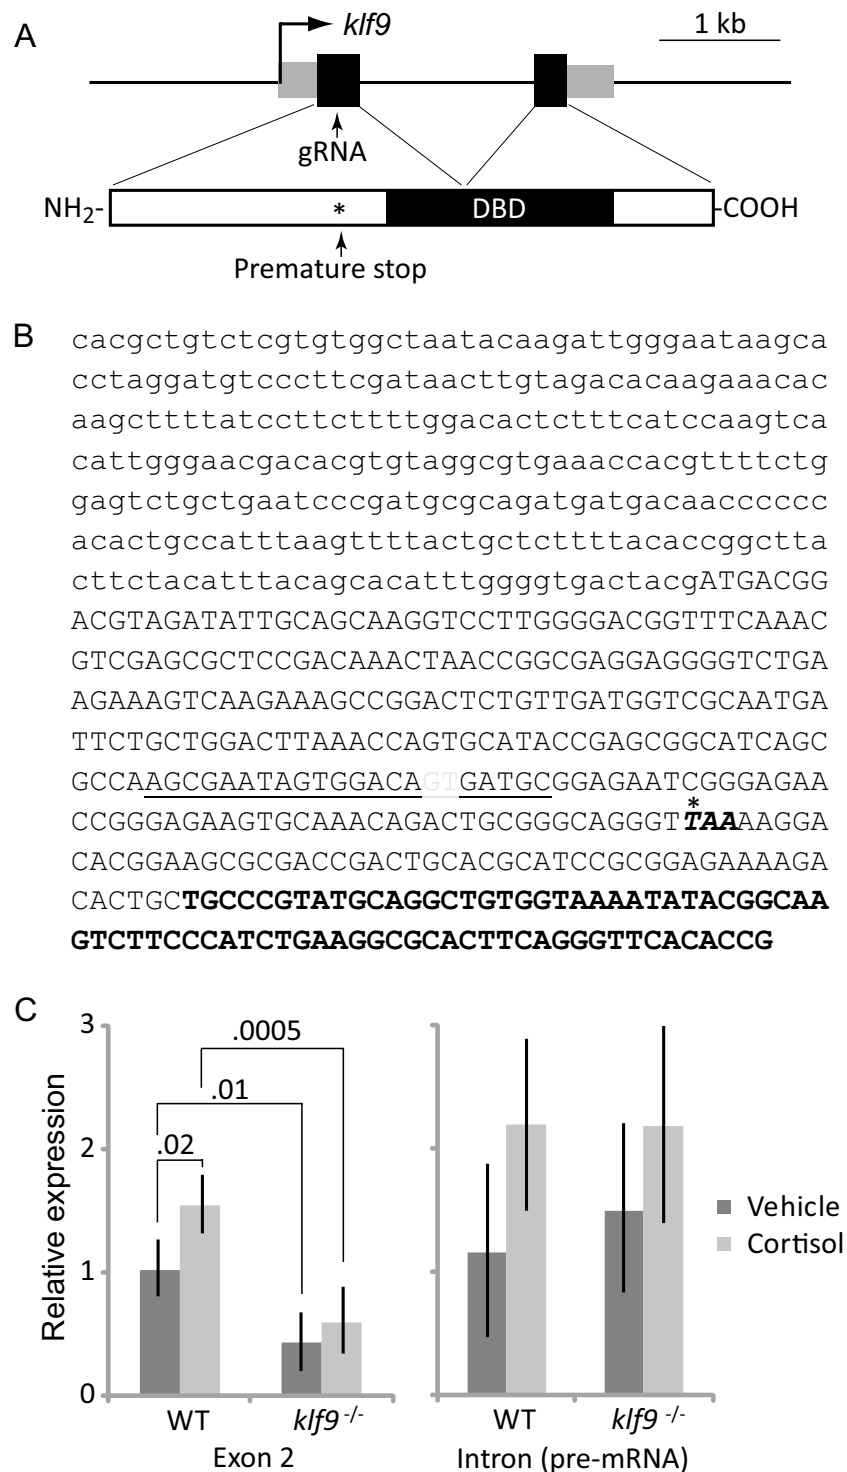 A
klf9
1 kb
gRNA
NH2-
*
DBD
-COOH
Premature stop
B
cacgctgtctcgtgtggctaatacaagattgggaataagca
cctaggatgtcccttcgataacttgtagacacaagaaacac
aagcttttatccttcttttggacactctttcatccaagtca
cattgggaacgacacgtgtaggcgtgaaaccacgttttctg
gagtctgctgaatcccgatgcgcagatgatgacaacccccc
acactgccatttaagttttactgctcttttacaccggctta
cttctacatttacagcacatttggggtgactacgATGACGG
ACGTAGATATTGCAGCAAGGTCCTTGGGGACGGTTTCAAAC
GTCGAGCGCTCCGACAAACTAACCGGCGAGGAGGGGTCTGA
AGAAAGTCAAGAAAGCCGGACTCTGTTGATGGTCGCAATGA
TTCTGCTGGACTTAAACCAGTGCATACCGAGCGGCATCAGC
GCCAAGCGAATAGTGGACAGTGATGCGGAGAATCGGGAGAA
*
CCGGGAGAAGTGCAAACAGACTGCGGGCAGGGTTAAAAGGA
CACGGAAGCGCGACCGACTGCACGCATCCGCGGAGAAAAGA
CACTGCTGCCCGTATGCAGGCTGTGGTAAAATATACGGCAA
GTCTTCCCATCTGAAGGCGCACTTCAGGGTTCACACCG
C
Relative expression
3
2
1
0
.0005
.01
.02
Vehicle
Cortisol
WT
klf9 -/-
WT
klf9 -/-
Exon 2
Intron (pre-mRNA)